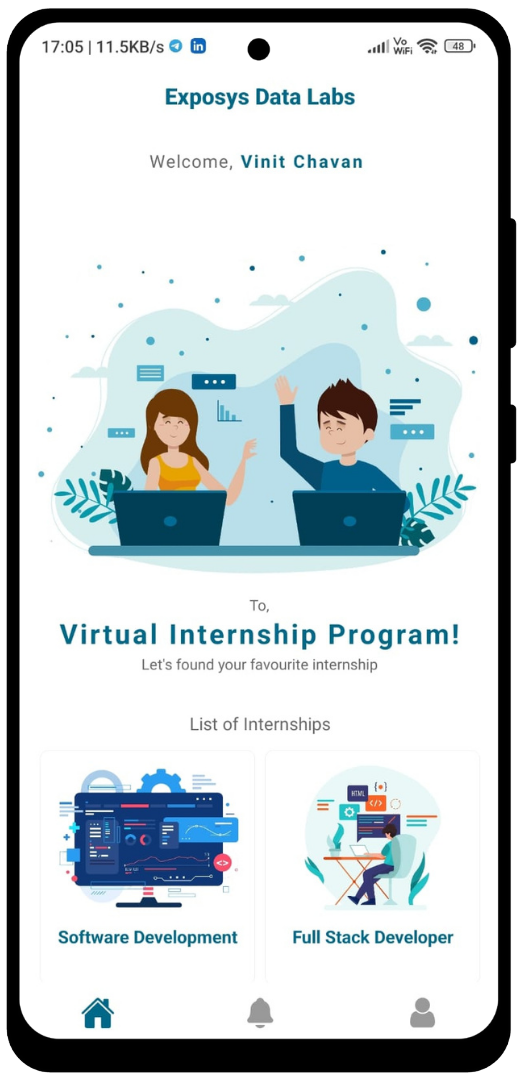 17:05 | 11.5KB/s in Vo WiFi 48
Exposys Data Labs
Welcome, Vinit Chavan
To,
Virtual Internship Program!
Let's found your favourite internship
List of Internships
HTML
</>
Software Development
Full Stack Developer